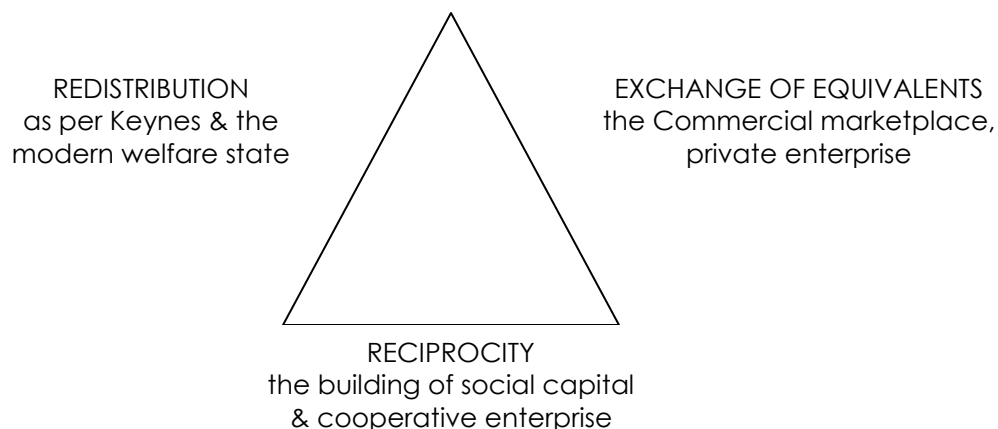 REDISTRIBUTION
as per Keynes & the
modern welfare state
EXCHANGE OF EQUIVALENTS
the Commercial marketplace,
private enterprise
RECIPROCITY
the building of social capital
& cooperative enterprise